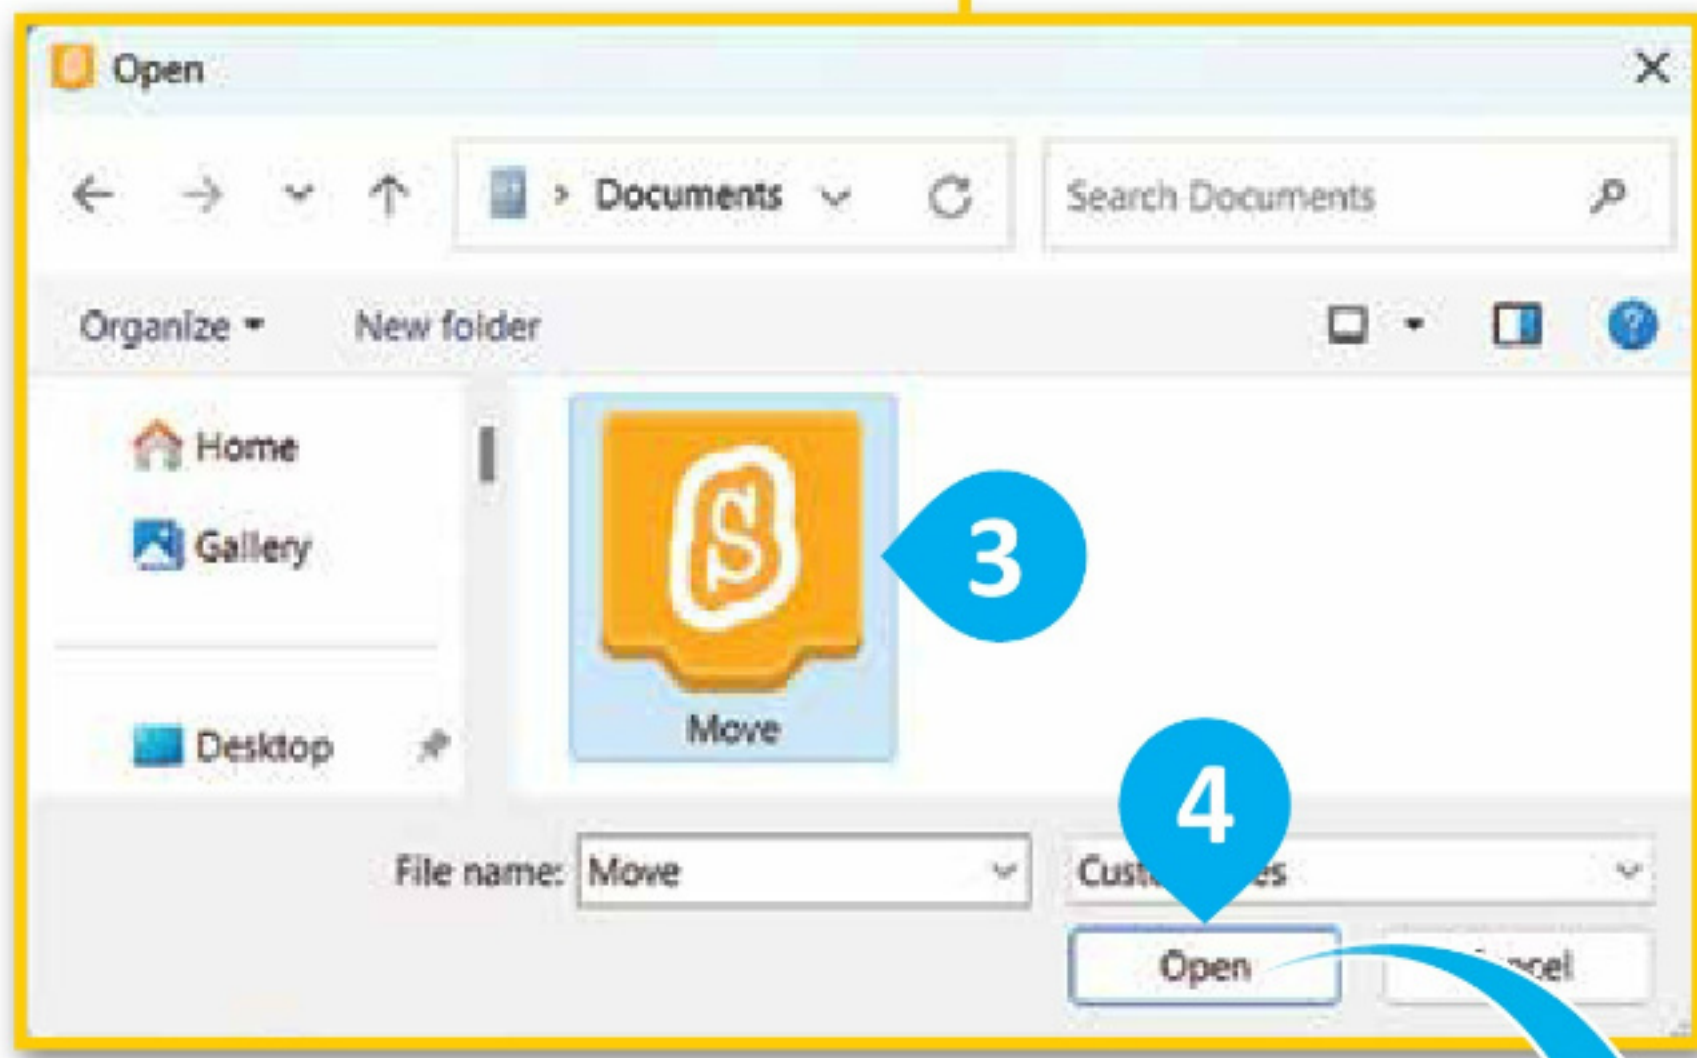 Open
Documents
Search Documents
Organize
New folder
Home
Gallery
Desktop
S
3
Move
4
File name: Move
Open